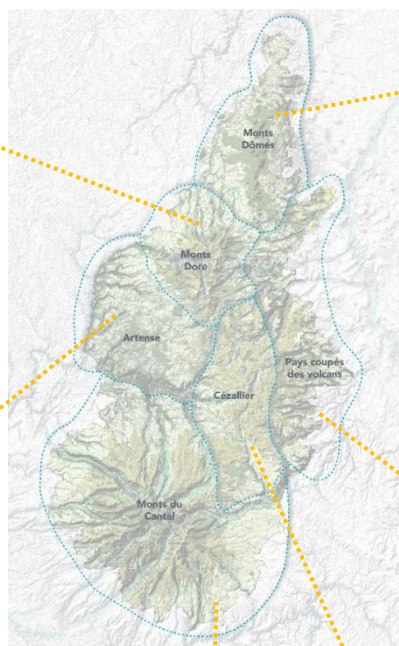 Monts
Dômes
Monts
Dore
Artense
Pays coupés
des volcans
Cézallier
Monts du
Cantal